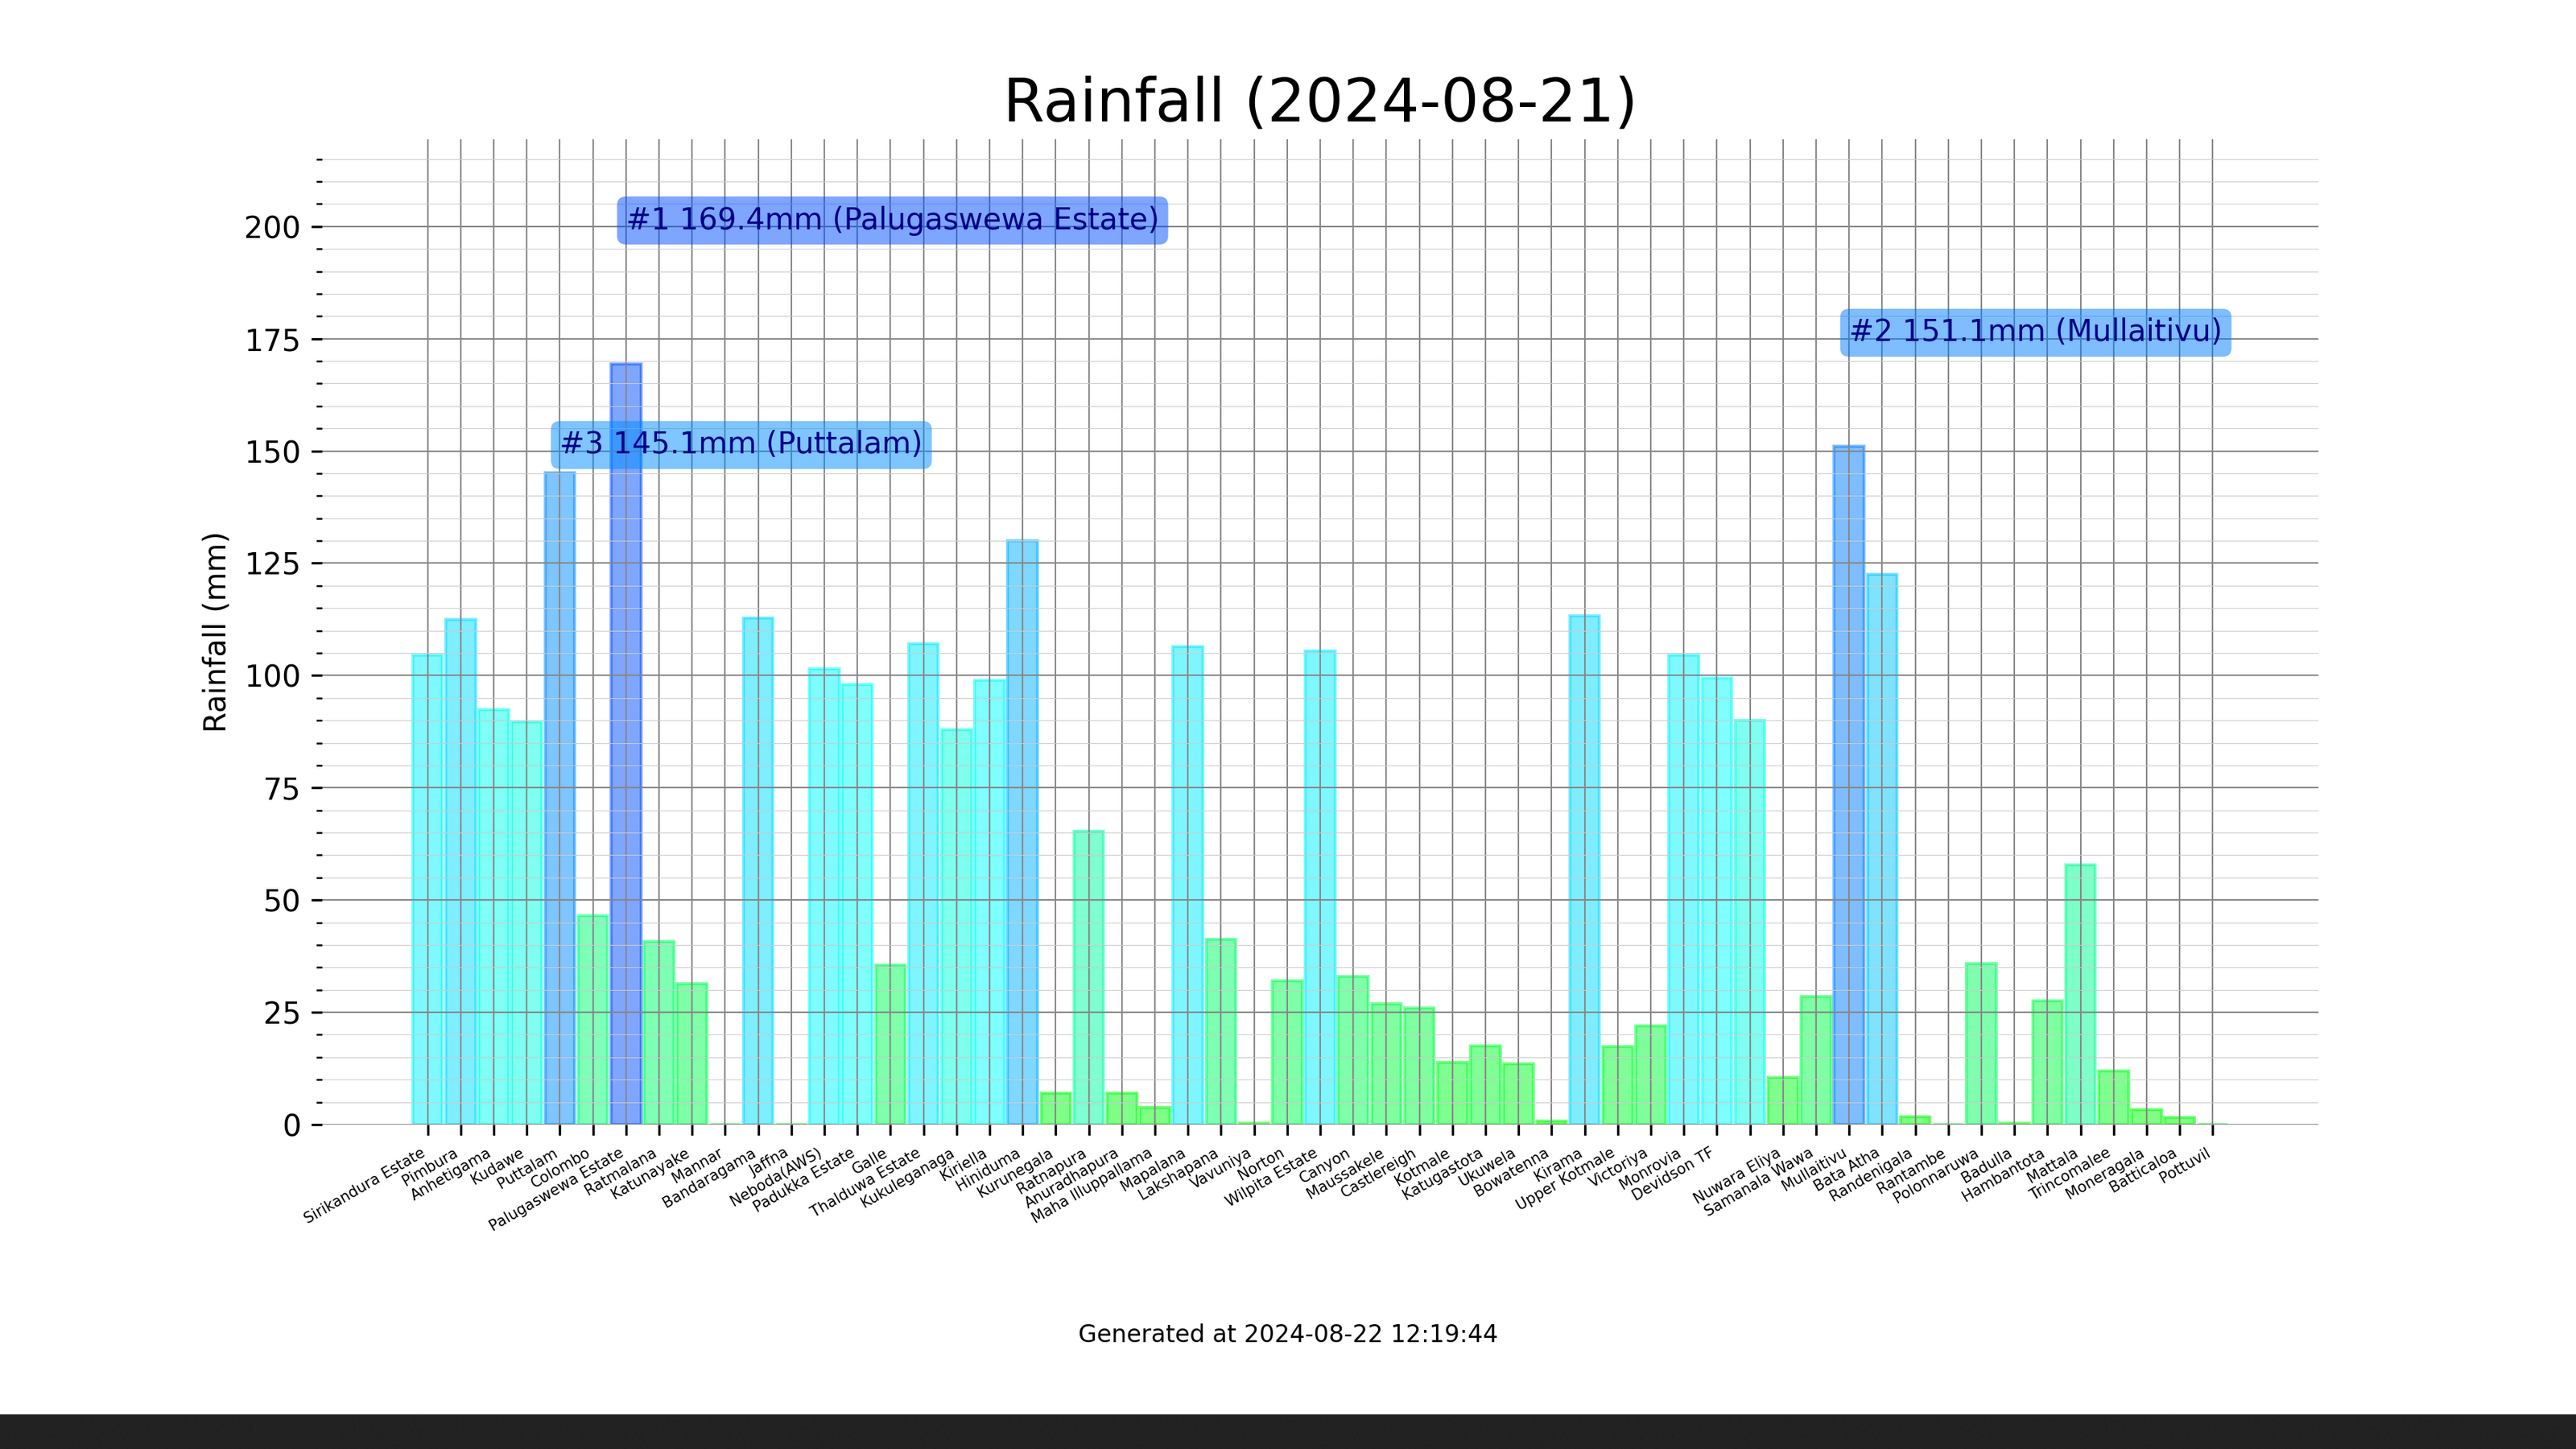 Rainfall (2024-08-21)
#1 169.4mm (Palugaswewa Estate)
#2 151.1mm (Mullaitivu)
#3 145.1mm (Puttalam)
Rainfall (mm)
200
175
150
125
100
75
50
25
0
Sirikandura Estate
Pimbura
Anhetigama
Kudawe
Puttalam
Colombo
Palugaswewa Estate
Ratmalana
Katunayake
Mannar
Bandaragama
Jaffna
Neboda(AWS)
Padukka Estate
Galle
Thalduwa Estate
Kukuleganaga
Kiriella
Hiniduma
Kurunegala
Ratnapura
Anuradhapura
Maha Illuppallama
Mapalana
Lakshapana
Vavuniya
Norton
Wilpita Estate
Canyon
Maussakele
Castlereigh
Kotmale
Katugastota
Ukuwela
Bowatenna
Kirama
Upper Kotmale
Victoriya
Monrovia
Devidson TF
Nuwara Eliya
Samanala Wawa
Mullaitivu
Bata Atha
Randenigala
Rantambe
Polonnaruwa
Badulla
Hambantota
Mattala
Trincomalee
Moneragala
Batticaloa
Pottuvil
Generated at 2024-08-22 12:19:44